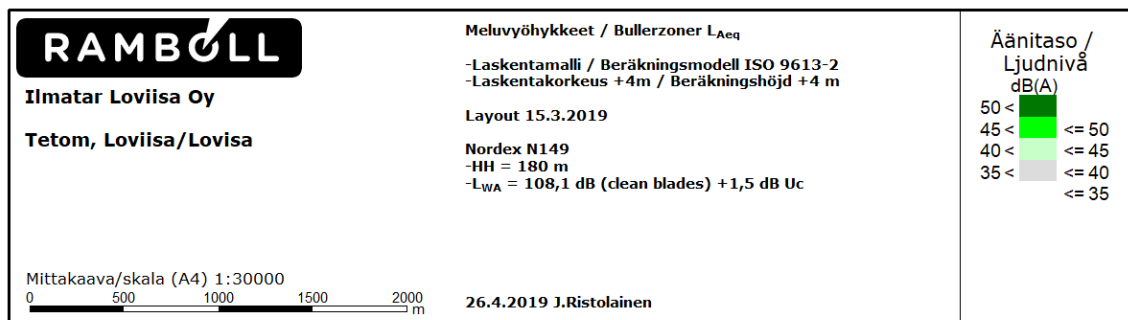 RAMBOLL
Ilmatar Loviisa Oy
Tetom, Loviisa/Lovisa
Mittakaava/skala (A4) 1:30000
0 500 1000 1500 2000
m
Meluvyöhykkeet / Bullerzoner LAeq
-Laskentamalli / Beräkningsmodell ISO 9613-2
-Laskentakorkeus +4m / Beräkningshöjd +4 m
Layout 15.3.2019
Nordex N149
-HH = 180 m
-LWA = 108,1 dB (clean blades) +1,5 dB Uc
26.4.2019 J.Ristolainen
Äänitaso /
Ljudnivå
dB(A)
50 <
45 < <= 50
40 < <= 45
35 < <= 40
<= 35